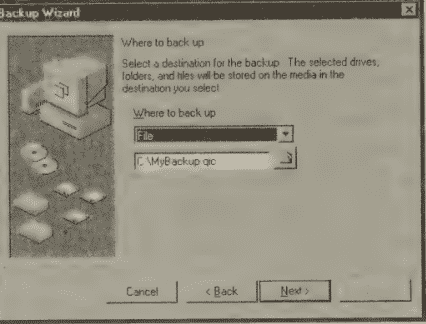 Backup Wizard
Where to back up
Select a destination for the backup. The selected drives,
folders, and files will be stored on the media in the
destination you select.
Where to back up
File
C:\MyBackup.qic
Cancel
< Back
Next >